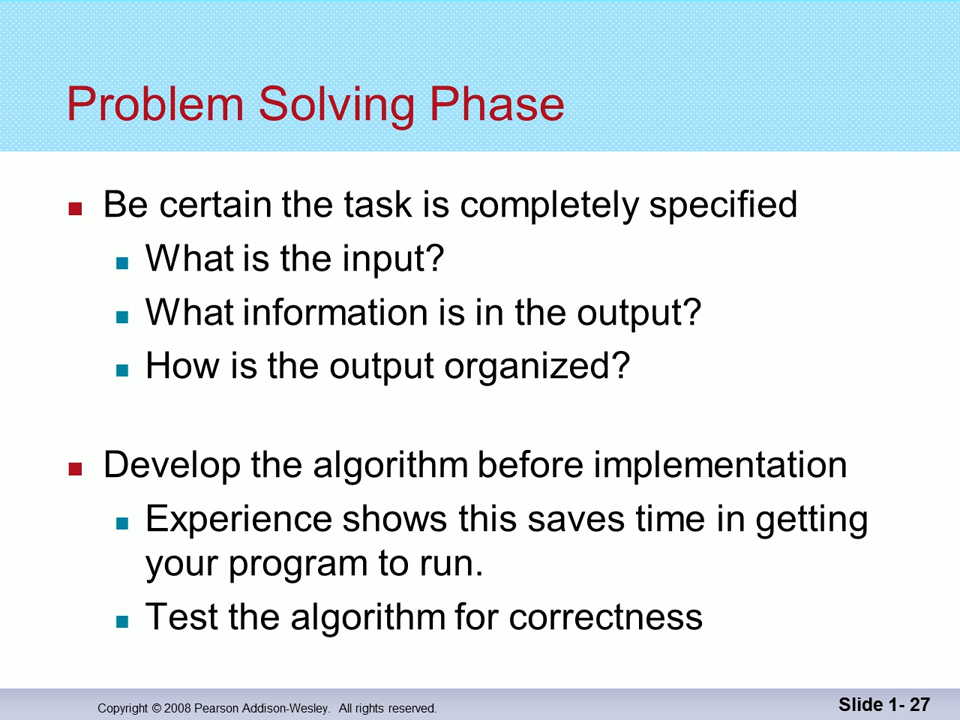 Problem Solving Phase
Be certain the task is completely specified
What is the input?
What information is in the output?
How is the output organized?
Develop the algorithm before implementation
Experience shows this saves time in getting
your program to run.
Test the algorithm for correctness
Copyright © 2008 Pearson Addison-Wesley. All rights reserved.
Slide 1- 27